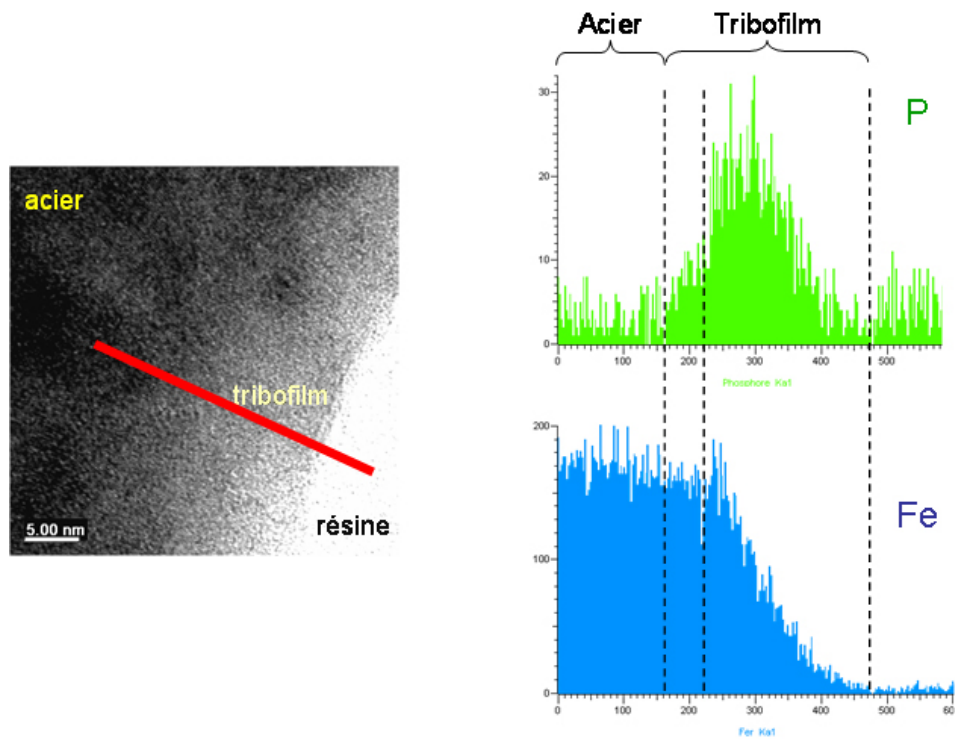 Acier Tribofilm
30
20
10
0
0 100 200 300 400 500
Phosphore Ka1
P
acier
tribofilm
5.00 nm
résine
200
100
0
0 100 200 300 400 500 60
Fer Ka1
Fe